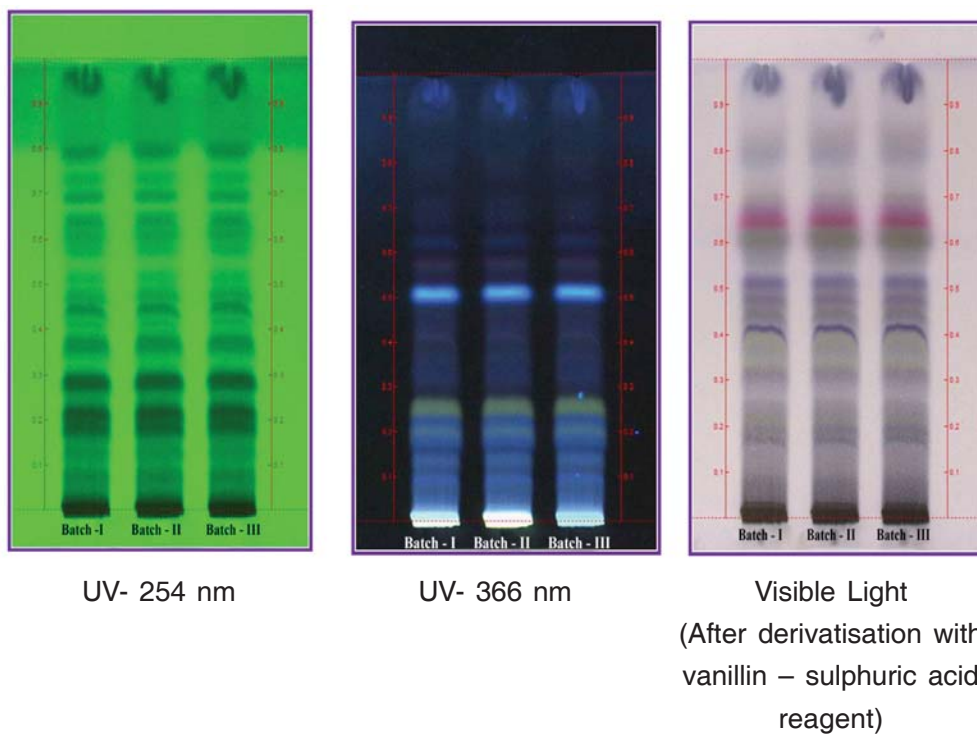 Batch -I Batch - II Batch - III
Batch - I Batch - II Batch - III
Batch - I Batch - II Batch - III
UV- 254 nm
UV- 366 nm
Visible Light
(After derivatisation with
vanillin – sulphuric acid
reagent)